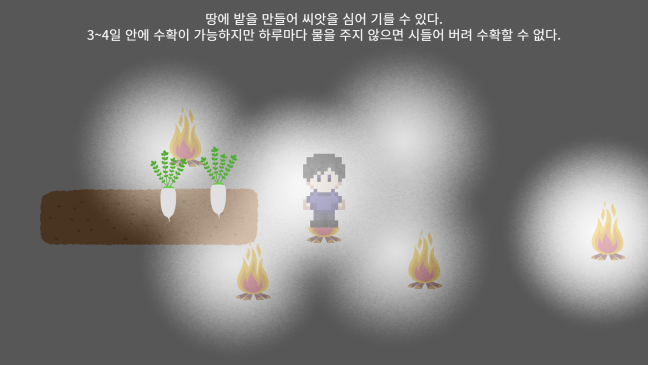 땅에 밭을 만들어 씨앗을 심어 기를 수 있다.
3~4일 안에 수확이 가능하지만 하루마다 물을 주지 않으면 시들어 버려 수확할 수 없다.